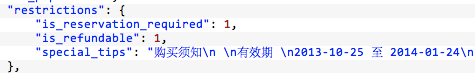 "restrictions": {
"is_reservation_required": 1,
"is_refundable": 1,
"special_tips": "购买须知\n \n有效期 \n2013-10-25 至 2014-01-24\n
},